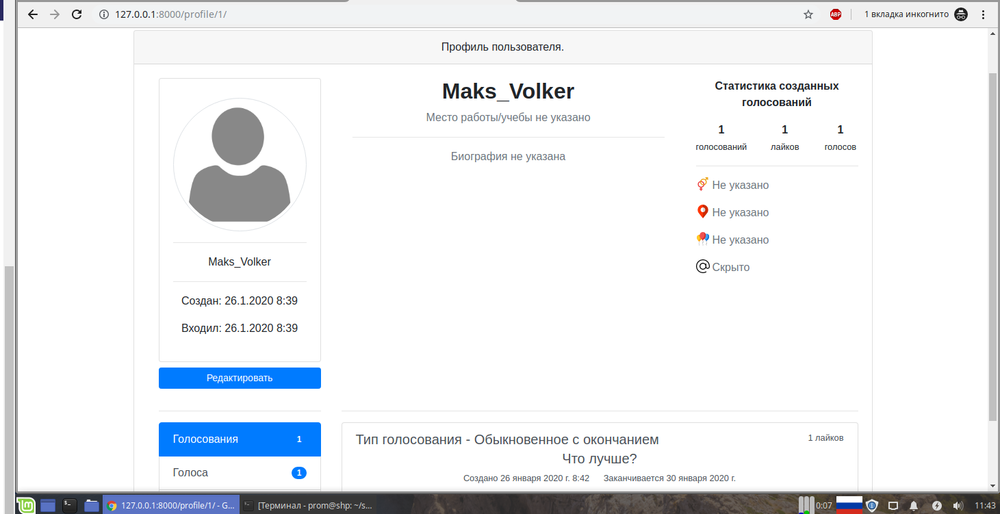 127.0.0.1:8000/profile/1/
ABP
1 вкладка инкогнито
Профиль пользователя.
Maks_Volker
Создан: 26.1.2020 8:39
Входил: 26.1.2020 8:39
Редактировать
Maks_Volker
Место работы/учебы не указано
Биография не указана
Статистика созданных
голосований
1 1 1
голосований лайков голосов
Не указано
Не указано
Не указано
Скрыто
Голосования 1
Голоса 1
Тип голосования - Обыкновенное с окончанием 1 лайков
Что лучше?
Создано 26 января 2020 г. 8:42 Заканчивается 30 января 2020 г.
127.0.0.1:8000/profile/1/ - G... [Терминал - prom@shp: ~/s... 0:07 11:43